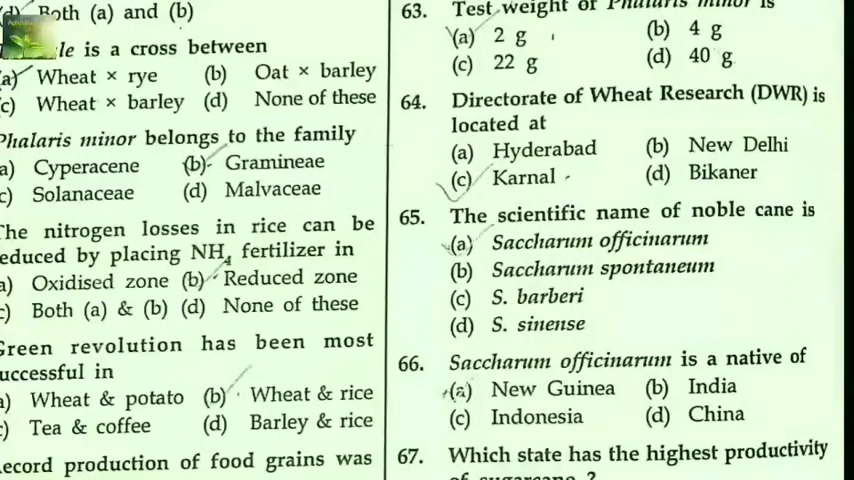 (d) Both (a) and (b)
le is a cross between
(a) Wheat × rye (b) Oat × barley
(c) Wheat × barley (d) None of these
Phalaris minor belongs to the family
a) Cyperacene (b) Gramineae
c) Solanaceae (d) Malvaceae
The nitrogen losses in rice can be
educed by placing NH₄ fertilizer in
a) Oxidised zone (b) Reduced zone
c) Both (a) & (b) (d) None of these
Green revolution has been most
uccessful in
a) Wheat & potato (b) Wheat & rice
c) Tea & coffee (d) Barley & rice
ecord production of food grains was
63. Test weight of Phalaris minor is
(a) 2 g (b) 4 g
(c) 22 g (d) 40 g
64. Directorate of Wheat Research (DWR) is
located at
(a) Hyderabad (b) New Delhi
(c) Karnal (d) Bikaner
65. The scientific name of noble cane is
(a) Saccharum officinarum
(b) Saccharum spontaneum
(c) S. barberi
(d) S. sinense
66. Saccharum officinarum is a native of
(a) New Guinea (b) India
(c) Indonesia (d) China
67. Which state has the highest productivity
of sugarcane ?